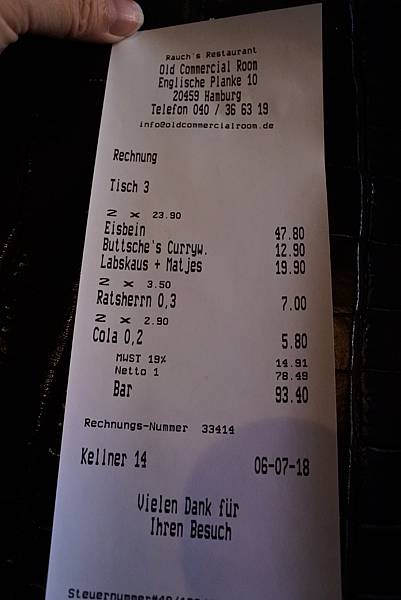 Rauch's Restaurant
Old Commercial Room
Englische Planke 10
20459 Hamburg
Telefon 040 / 36 63 19
info@oldcommercialroom.de
Rechnung
Tisch 3
2 x 23.90
Eisbein 47.80
Buttsche's Curryw. 12.90
Labskaus + Matjes 19.90
2 x 3.50
Ratsherrn 0,3 7.00
2 x 2.90
Cola 0,2 5.80
MWST 19% 14.91
Netto 1 78.49
Bar 93.40
Rechnungs-Nummer 33414
Kellner 14 06-07-18
Vielen Dank für
Ihren Besuch